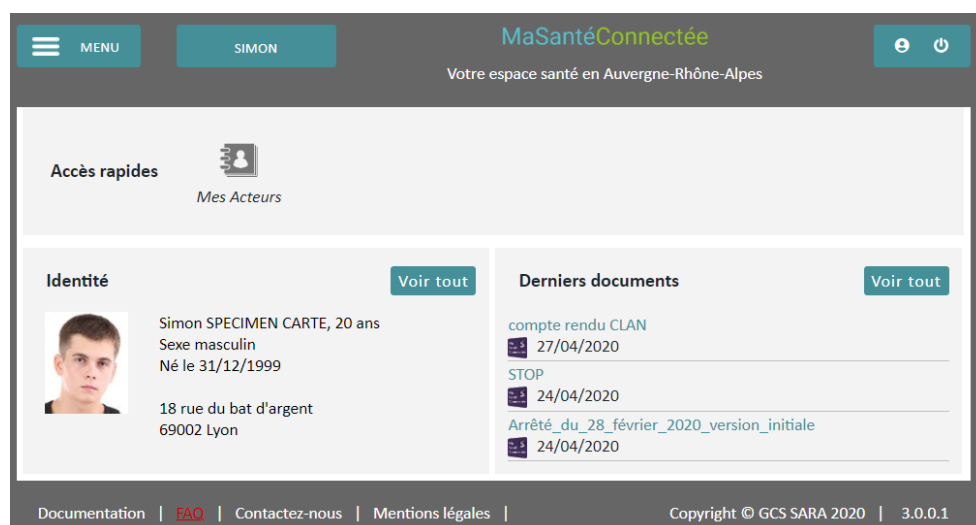 MENU
SIMON
MaSantéConnectée
Votre espace santé en Auvergne-Rhône-Alpes
Accès rapides
Mes Acteurs
Identité
Voir tout
Simon SPECIMEN CARTE, 20 ans
Sexe masculin
Né le 31/12/1999
18 rue du bat d'argent
69002 Lyon
Derniers documents
Voir tout
compte rendu CLAN
27/04/2020
STOP
24/04/2020
Arrêté_du_28_février_2020_version_initiale
24/04/2020
Documentation | FAQ | Contactez-nous | Mentions légales | Copyright © GCS SARA 2020 | 3.0.0.1